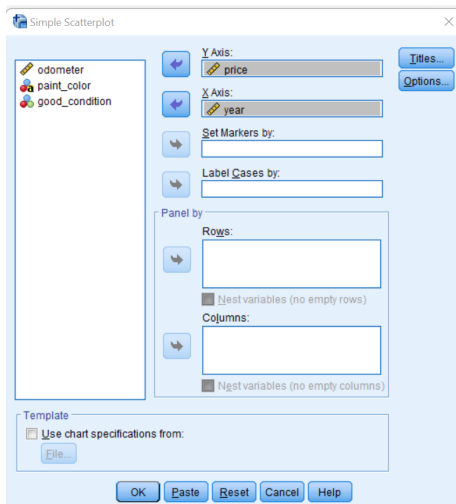 Simple Scatterplot
odometer
paint_color
good_condition
Y Axis:
price
X Axis:
year
Set Markers by:
Label Cases by:
Panel by
Rows:
Nest variables (no empty rows)
Columns:
Nest variables (no empty columns)
Titles...
Options...
Template
Use chart specifications from:
File...
OK Paste Reset Cancel Help